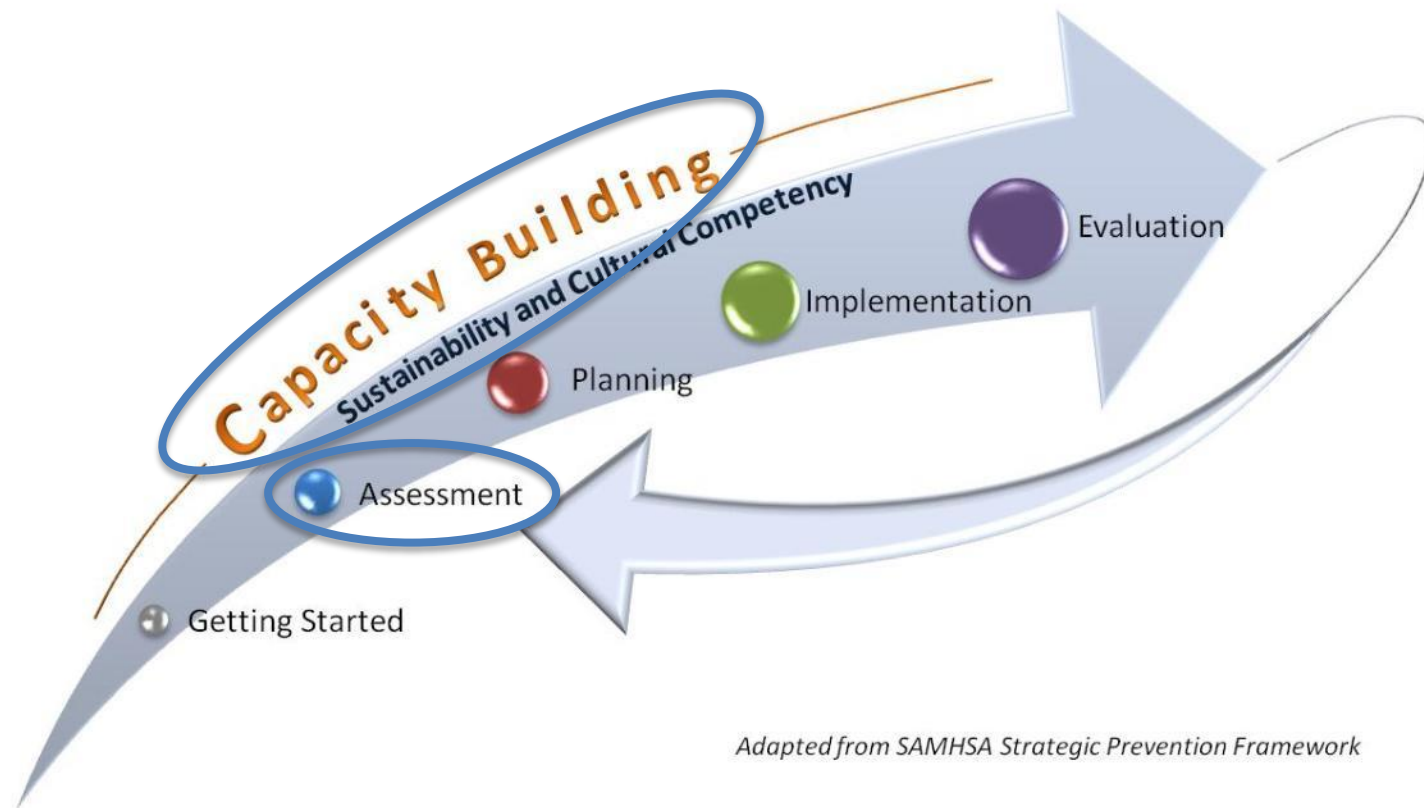 Capacity Building
Sustainability and Cultural Competency
Evaluation
Implementation
Planning
Assessment
Getting Started
Adapted from SAMHSA Strategic Prevention Framework